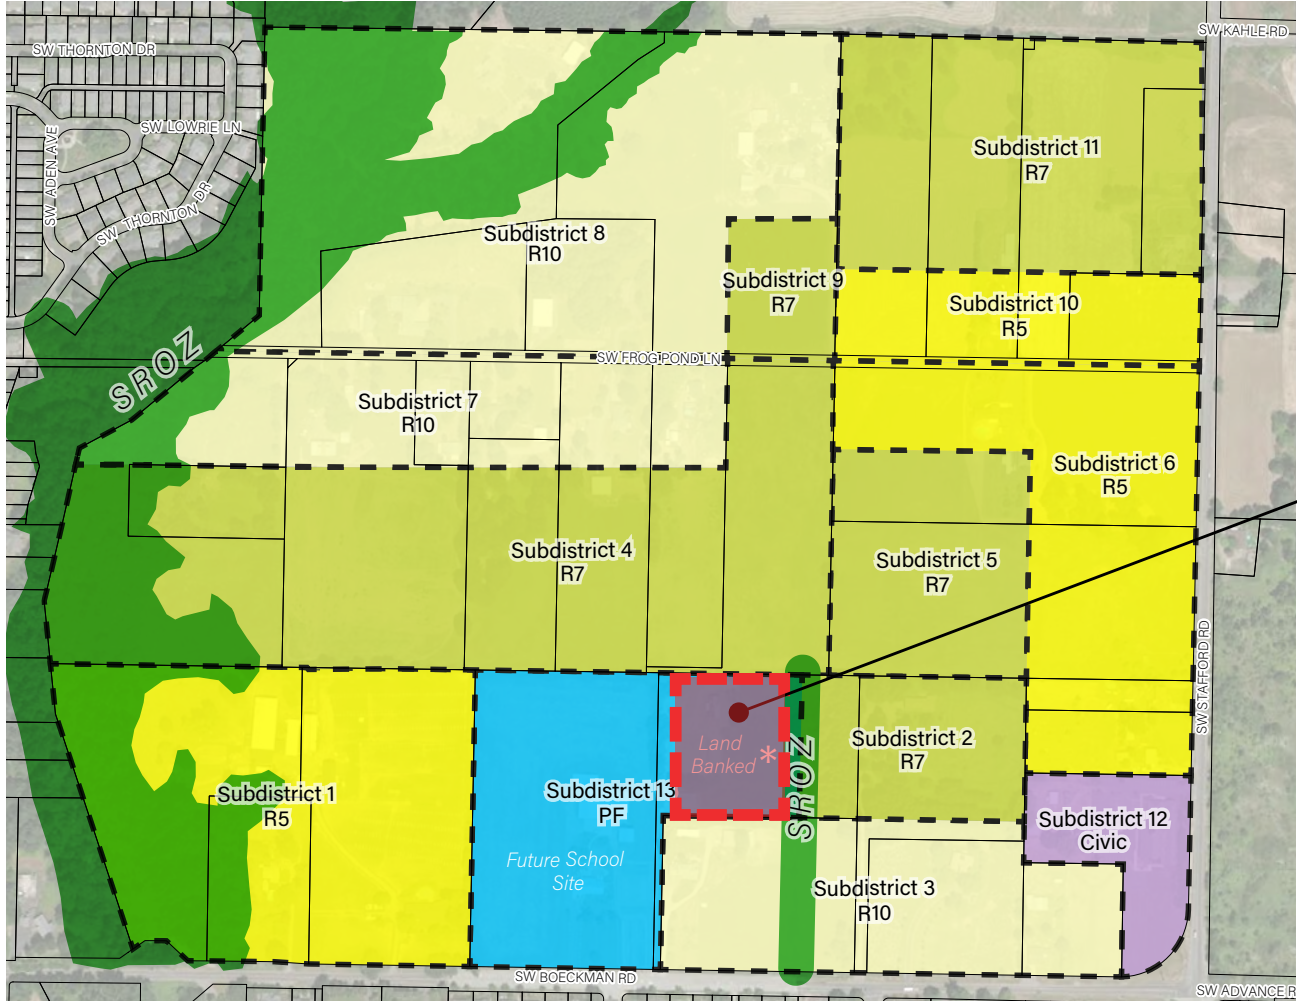 SW KAHLE RD
SW THORNTON DR
SW LOWRIE LN
SW ADEN AVE
SW THORNTON DR
Subdistrict 11
R7
Subdistrict 8
R10
Subdistrict 9
R7
Subdistrict 10
R5
SROZ
SW FROG POND LN
Subdistrict 7
R10
Subdistrict 6
R5
Subdistrict 4
R7
Subdistrict 5
R7
SW STAFFORD RD
Land
Banked *
SROZ
Subdistrict 2
R7
Subdistrict 1
R5
Subdistrict 13
PF
Subdistrict 12
Civic
Future School
Site
Subdistrict 3
R10
SW BOECKMAN RD
SW ADVANCE R